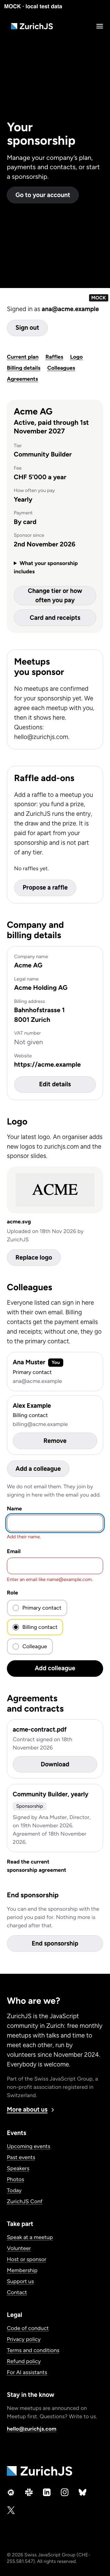 MOCK · local test data
ZurichJS
Your
sponsorship
Manage your company's plan,
payments and contacts, or start
a sponsorship.
Go to your account
MOCK
Signed in as ana@acme.example
Sign out
Current plan Raffles Logo
Billing details Colleagues
Agreements
Acme AG
Active, paid through 1st
December 2027
Tier
Community Builder
Fee
CHF 5'000 a year
How often you pay
Yearly
Payment
By card
Sponsor since
2nd November 2026
What your sponsorship
includes
Change tier or how
often you pay
Card and receipts
Meetups
you sponsor
No meetups are confirmed
for your sponsorship yet. We
agree each meetup with you,
then it shows here.
Questions:
hello@zurichjs.com.
Raffle add-ons
Add a raffle to a meetup you
sponsor: you fund a prize,
and ZurichJS runs the entry,
the draw and the prize. It is
paid for apart from your
sponsorship and is not part
of any tier.
No raffles yet.
Propose a raffle
Company and
billing details
Company name
Acme AG
Legal name
Acme Holding AG
Billing address
Bahnhofstrasse 1
8001 Zurich
VAT number
Not given
Website
https://acme.example
Edit details
Logo
Your latest logo. An organiser adds
new logos to zurichjs.com and the
sponsor slides.
ACME
acme.svg
Uploaded on 18th Nov 2026 by
ZurichJS
Replace logo
Colleagues
Everyone listed can sign in here
with their own email. Billing
contacts get the payment emails
and receipts; without one, they go
to the primary contact.
Ana Muster You
Primary contact
ana@acme.example
Alex Example
Billing contact
billing@acme.example
Remove
Add a colleague
We do not email them. They join by
signing in here with the email you add.
Name
Add their name.
Email
Enter an email like name@example.com.
Role
Primary contact
Billing contact
Colleague
Add colleague
Agreements
and contracts
acme-contract.pdf
Contract signed on 18th
November 2026
Download
Community Builder, yearly
Sponsorship
Signed by Ana Muster, Director,
on 19th November 2026.
Agreement of 18th November
2026.
Read the current
sponsorship agreement
End sponsorship
You can end the sponsorship with the
period you paid for. Nothing more is
charged after that.
End sponsorship
Who are we?
ZurichJS is the JavaScript
community in Zurich: free monthly
meetups with talks and time to
meet each other, run by
volunteers since November 2024.
Everybody is welcome.
Part of the Swiss JavaScript Group, a
non-profit association registered in
Switzerland.
More about us
Events
Upcoming events
Past events
Speakers
Photos
Today
ZurichJS Conf
Take part
Speak at a meetup
Volunteer
Host or sponsor
Membership
Support us
Contact
Legal
Code of conduct
Privacy policy
Terms and conditions
Refund policy
For AI assistants
Stay in the know
New meetups are announced on
Meetup first. Questions? Write to us.
hello@zurichjs.com
ZurichJS
© 2026 Swiss JavaScript Group (CHE-
255.581.547). All rights reserved.